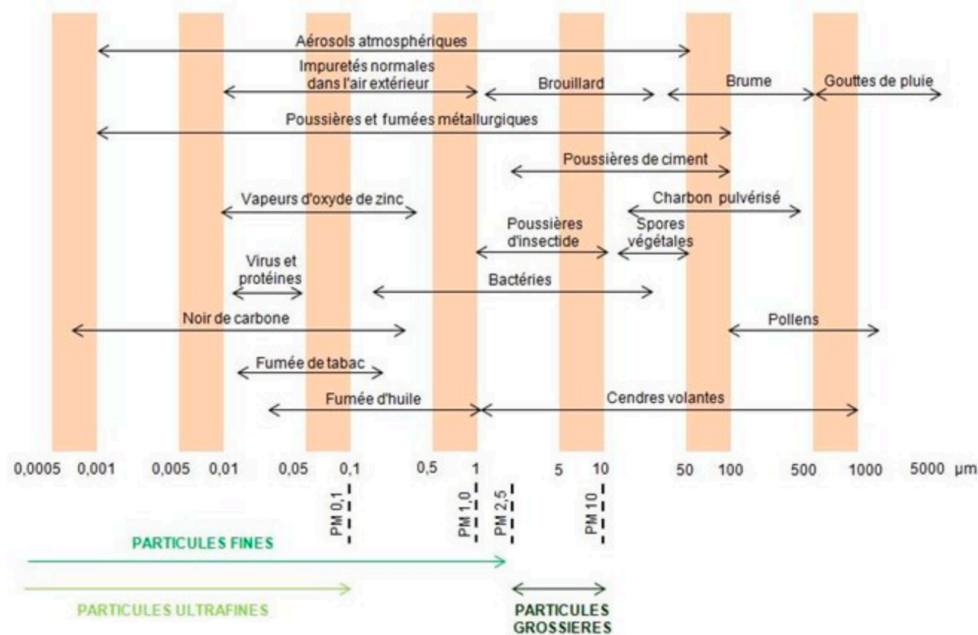 Aérosols atmosphériques
Impuretés normales
dans l'air extérieur
Brouillard
Brume
Gouttes de pluie
Poussières et fumées métallurgiques
Poussières de ciment
Vapeurs d'oxyde de zinc
Charbon pulvérisé
Poussières
d'insectide
Spores
végétales
Virus et
protéines
Bactéries
Noir de carbone
Pollens
Fumée de tabac
Fumée d'huile
Cendres volantes
0,0005 0,001 0,005 0,01 0,05 0,1 0,5 1 5 10 50 100 500 1000 5000 µm
PM 0,1
PM 1,0
PM 2,5
PM 10
PARTICULES FINES
PARTICULES ULTRAFINES
PARTICULES
GROSSIERES